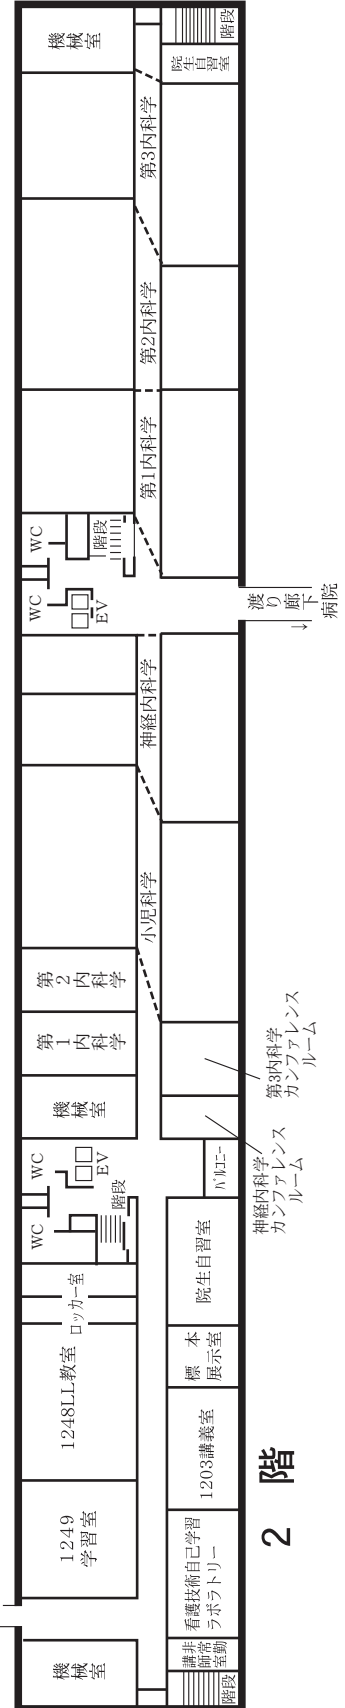 機械室
階段
院生自習室
第3内科学
第2内科学
第1内科学
WC
階段
WC
EV
渡り廊下
病院
↓
神経内科学
小児科学
第2内科学
第1内科学
機械室
第3内科学
カンファレンス
ルーム
神経内科学
カンファレンス
ルーム
WC
EV
バルコニー
WC
階段
院生自習室
ロッカー室
1248LL教室
標本
展示室
1203講義室
1249
学習室
看護技術自己学習
ラボラトリー
機械室
非常勤
講師室
階段
2 階